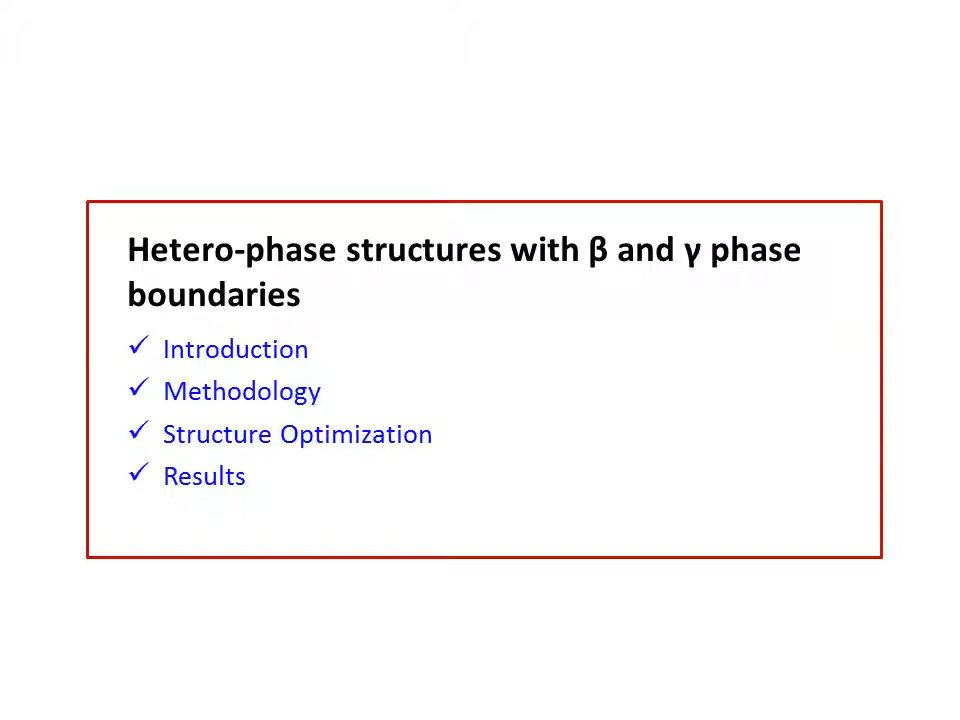 Hetero-phase structures with β and γ phase
boundaries
✓ Introduction
✓ Methodology
✓ Structure Optimization
✓ Results